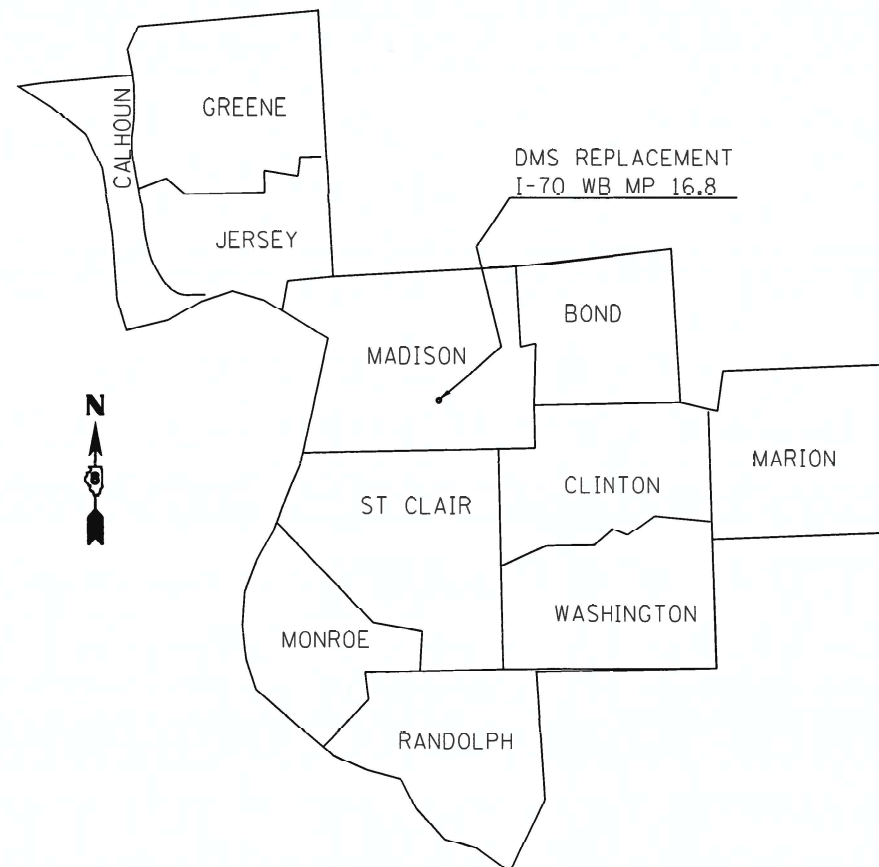 GREENE
CALHOUN
DMS REPLACEMENT
I-70 WB MP 16.8
JERSEY
BOND
MADISON
N
8
MARION
CLINTON
ST CLAIR
WASHINGTON
MONROE
RANDOLPH